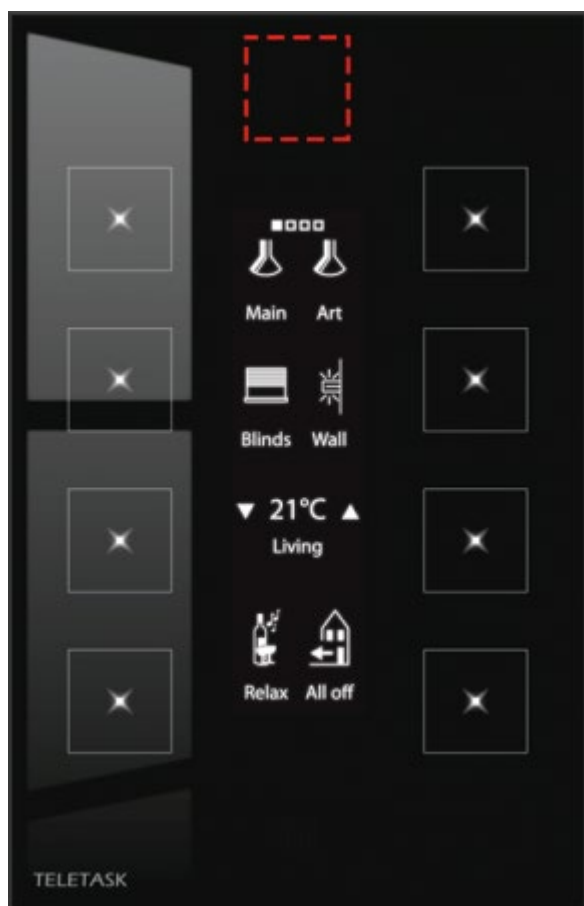 Main Art
Blinds Wall
21°C
Living
Relax All off
TELETASK